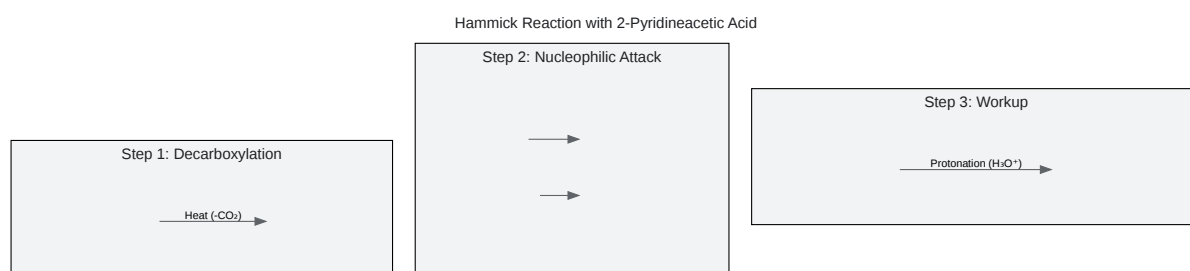 Hammick Reaction with 2-Pyridineacetic Acid
Step 1: Decarboxylation
Heat (-CO₂)
Step 2: Nucleophilic Attack
Step 3: Workup
Protonation (H₃O⁺)